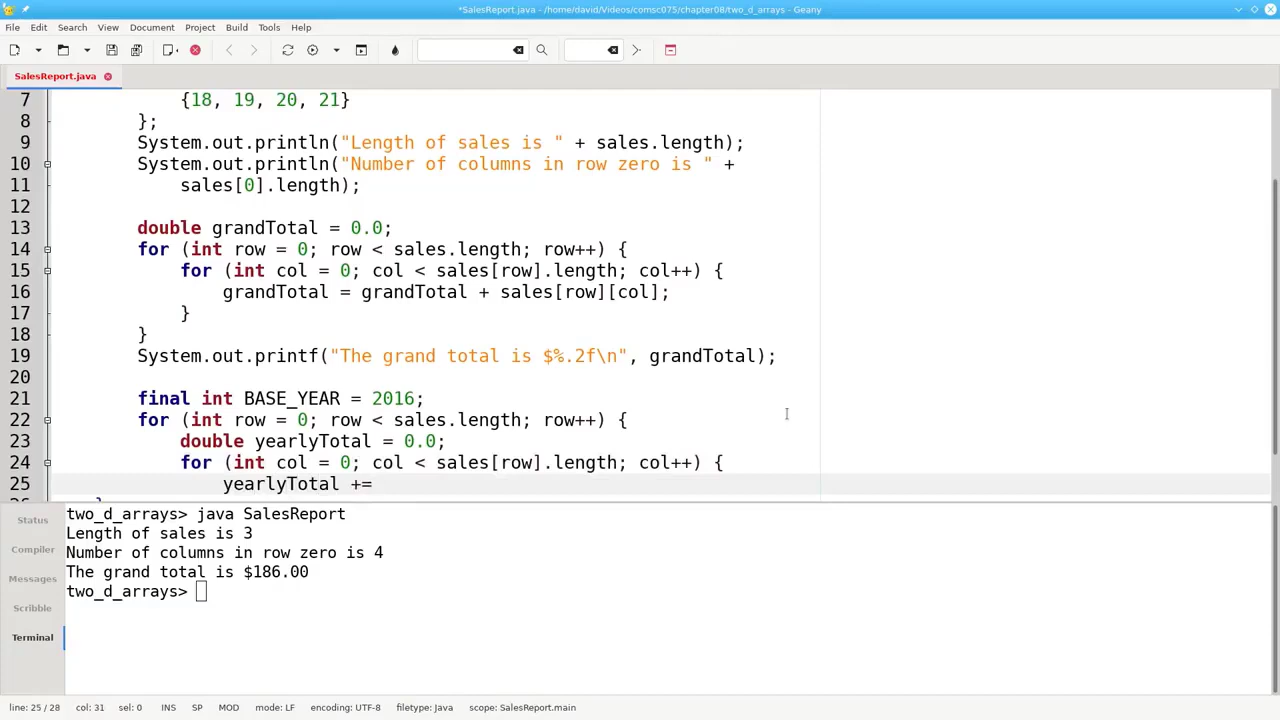 *SalesReport.java - /home/david/Videos/comsc075/chapter08/two_d_arrays - Geany
File Edit Search View Document Project Build Tools Help
SalesReport.java
7 {18, 19, 20, 21}
8 };
9 System.out.println("Length of sales is " + sales.length);
10 System.out.println("Number of columns in row zero is " +
11 sales[0].length);
12
13 double grandTotal = 0.0;
14 for (int row = 0; row < sales.length; row++) {
15 for (int col = 0; col < sales[row].length; col++) {
16 grandTotal = grandTotal + sales[row][col];
17 }
18 }
19 System.out.printf("The grand total is $%.2f\n", grandTotal);
20
21 final int BASE_YEAR = 2016;
22 for (int row = 0; row < sales.length; row++) {
23 double yearlyTotal = 0.0;
24 for (int col = 0; col < sales[row].length; col++) {
25 yearlyTotal +=
Status
Compiler
Messages
Scribble
Terminal
two_d_arrays> java SalesReport
Length of sales is 3
Number of columns in row zero is 4
The grand total is $186.00
two_d_arrays>
line: 25 / 28 col: 31 sel: 0 INS SP MOD mode: LF encoding: UTF-8 filetype: Java scope: SalesReport.main